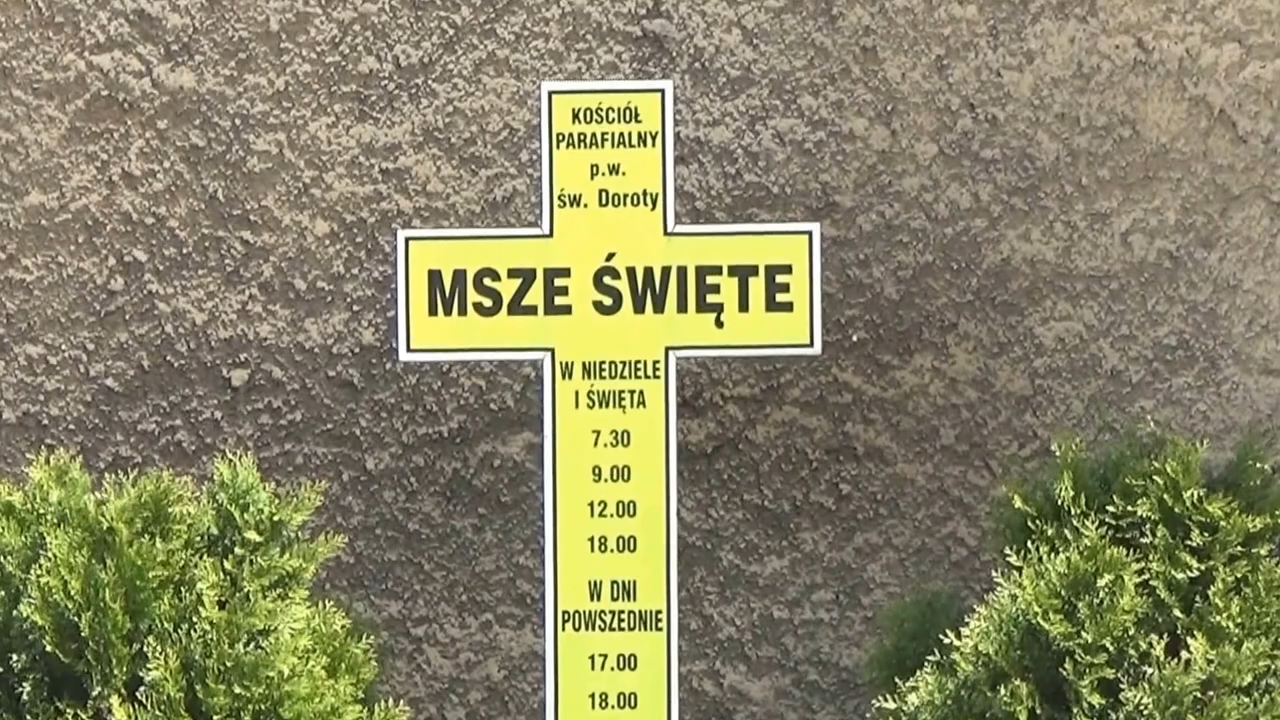 KOŚCIÓŁ
PARAFIALNY
p.w.
św. Doroty
MSZE ŚWIĘTE
W NIEDZIELE
I ŚWIĘTA
7.30
9.00
12.00
18.00
W DNI
POWSZEDNIE
17.00
18.00